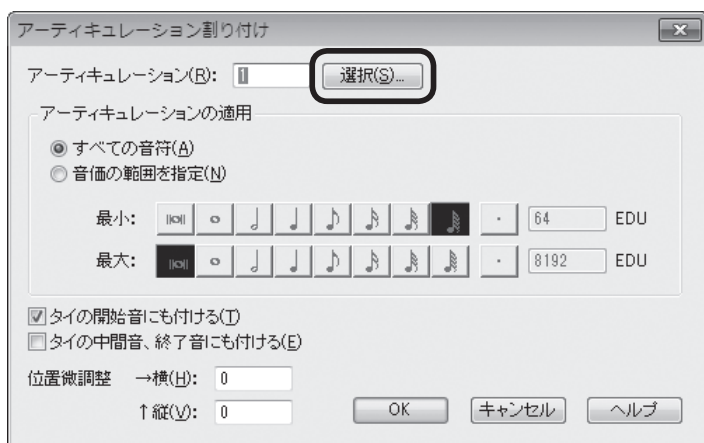 アーティキュレーション割り付け
アーティキュレーション(R): 1 選択(S)...
アーティキュレーションの適用
すべての音符(A)
音価の範囲を指定(N)
最小: 64 EDU
最大: 8192 EDU
タイの開始音にも付ける(T)
タイの中間音、終了音にも付ける(E)
位置微調整 →横(H): 0
↑縦(V): 0 OK キャンセル ヘルプ